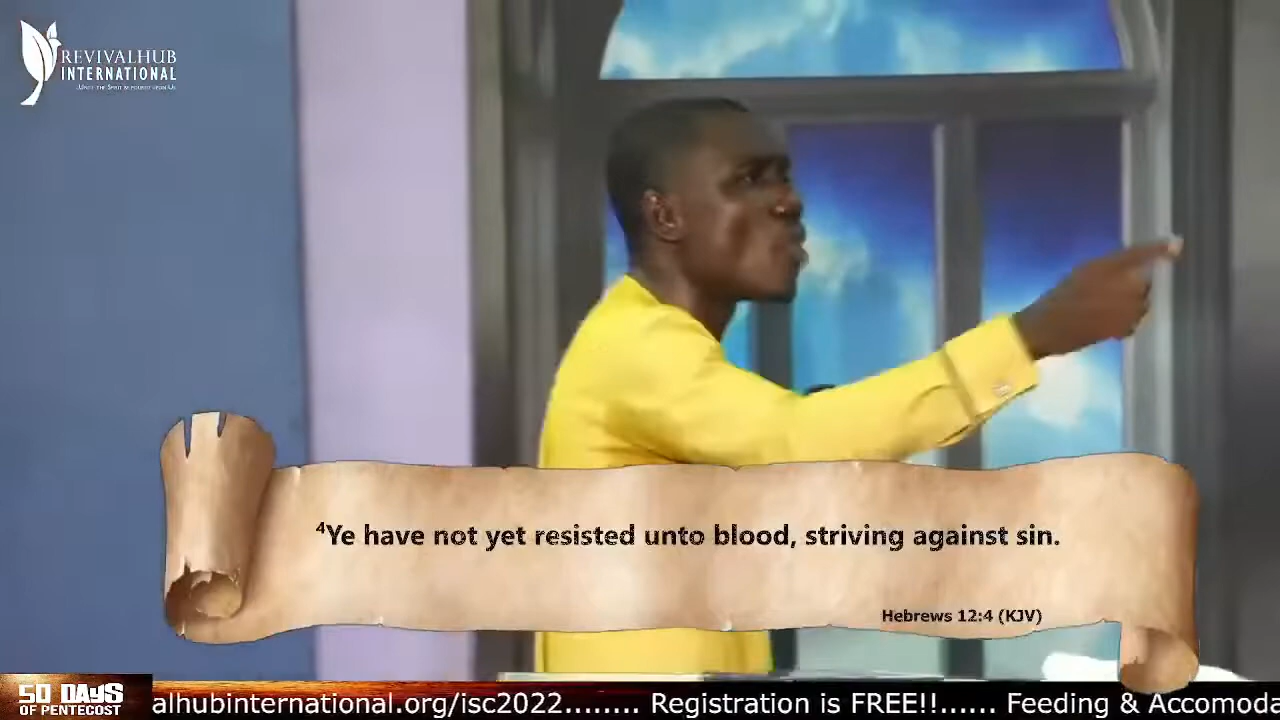 REVIVALHUB
INTERNATIONAL
⁴Ye have not yet resisted unto blood, striving against sin.
Hebrews 12:4 (KJV)
50 DAYS
OF PENTECOST
alhubinternational.org/isc2022........ Registration is FREE!!...... Feeding & Accomoda